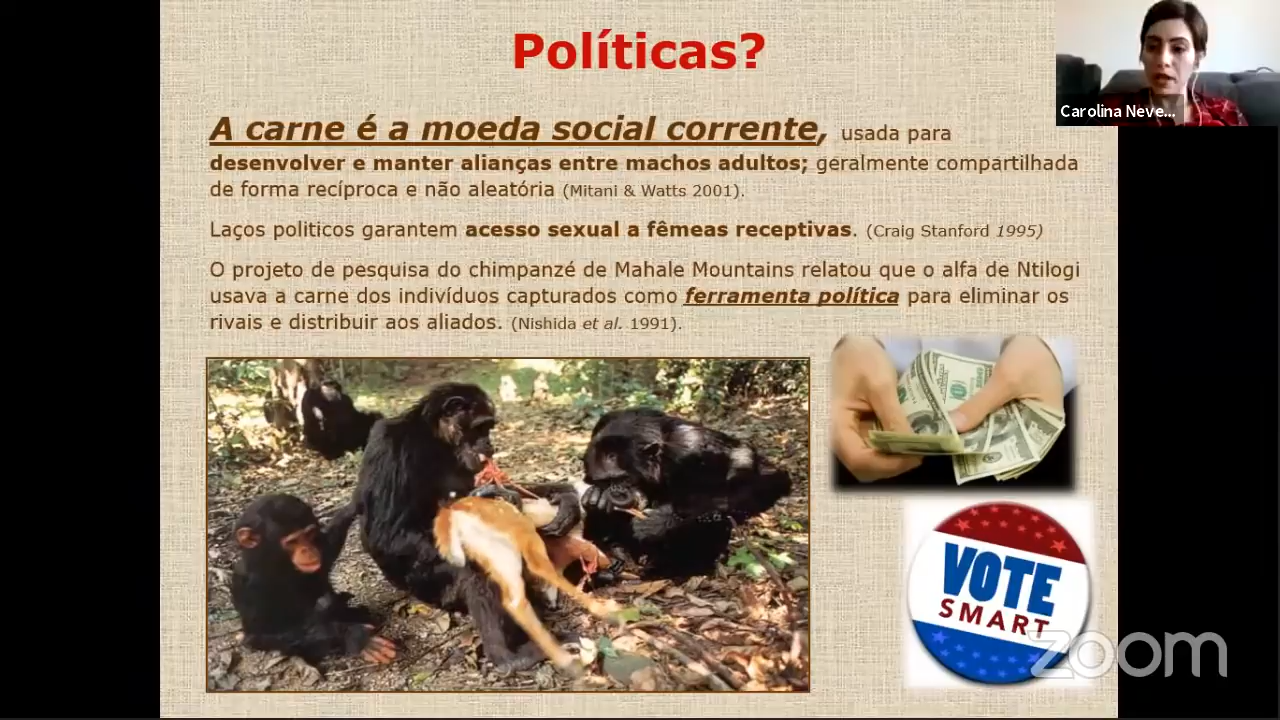 Políticas?
Carolina Neve...
A carne é a moeda social corrente, usada para
desenvolver e manter alianças entre machos adultos; geralmente compartilhada
de forma recíproca e não aleatória (Mitani & Watts 2001).
Laços politicos garantem acesso sexual a fêmeas receptivas. (Craig Stanford 1995)
O projeto de pesquisa do chimpanzé de Mahale Mountains relatou que o alfa de Ntilogi
usava a carne dos indivíduos capturados como ferramenta política para eliminar os
rivais e distribuir aos aliados. (Nishida et al. 1991).
VOTE
SMART
zoom